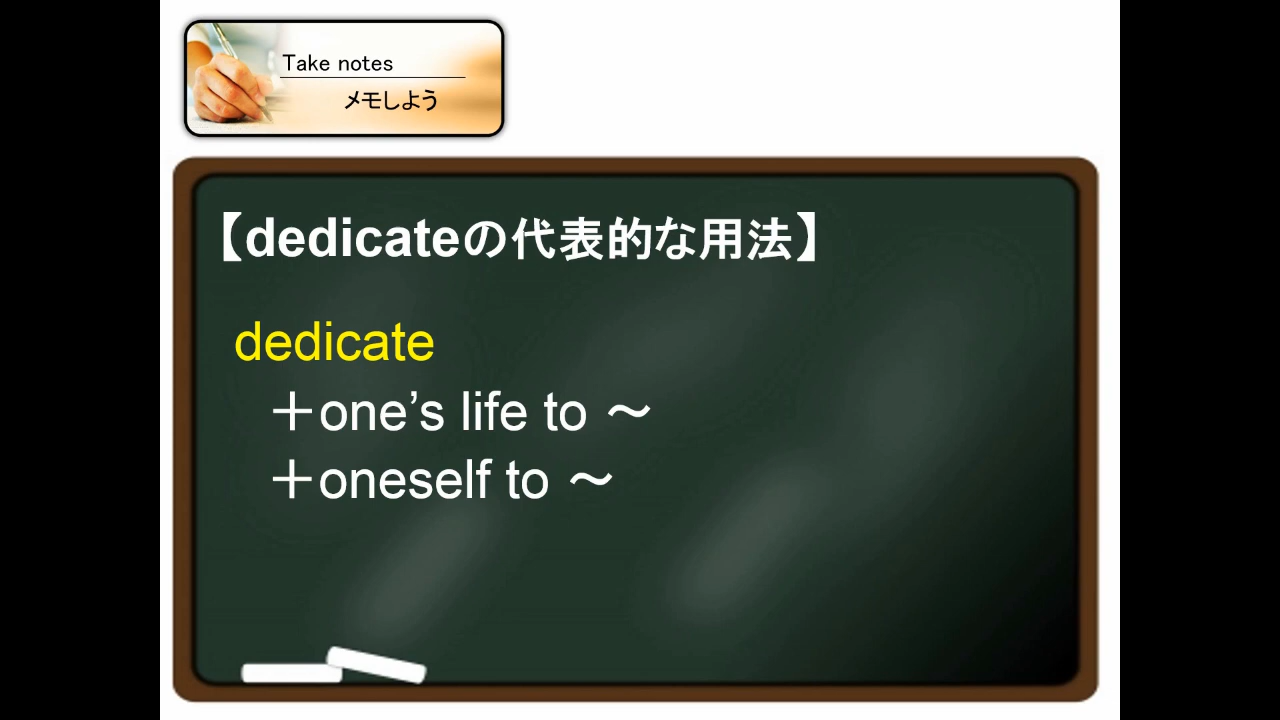 Take notes
メモしよう
【dedicateの代表的な用法】
dedicate
＋one’s life to ～
＋oneself to ～